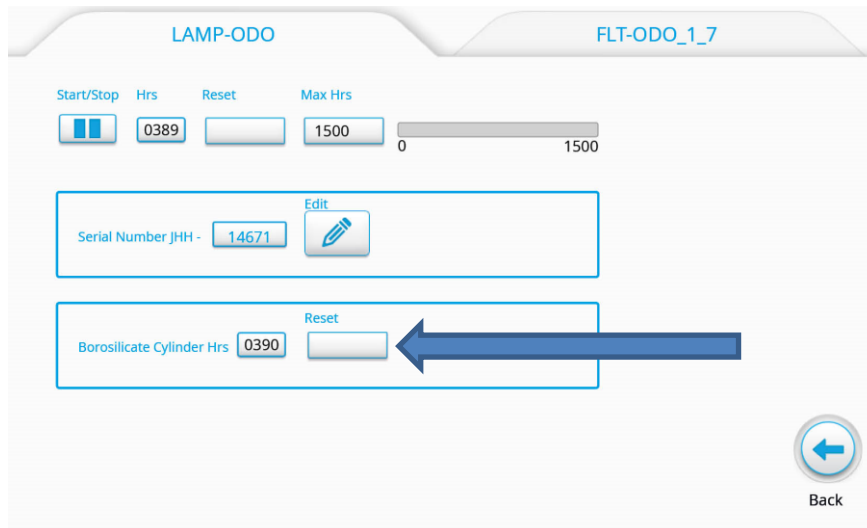 LAMP-ODO FLT-ODO_1_7
Start/Stop Hrs Reset Max Hrs
0389 1500
0 1500
Edit
Serial Number JHH - 14671
Reset
Borosilicate Cylinder Hrs 0390
Back